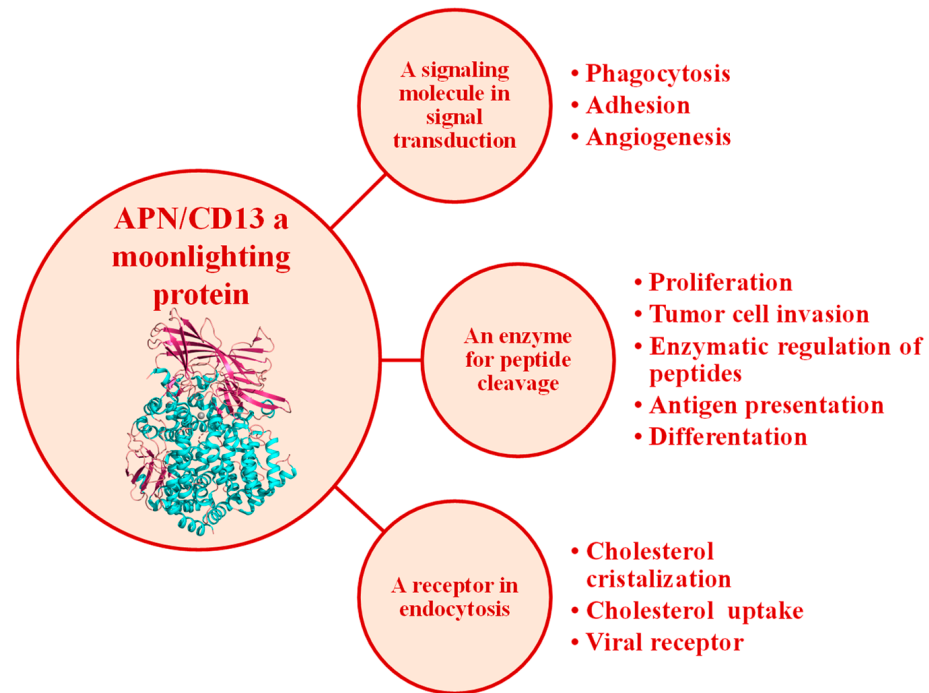 APN/CD13 a
moonlighting
protein
A signaling
molecule in
signal
transduction
• Phagocytosis
• Adhesion
• Angiogenesis
An enzyme
for peptide
cleavage
• Proliferation
• Tumor cell invasion
• Enzymatic regulation of
peptides
• Antigen presentation
• Differentation
A receptor in
endocytosis
• Cholesterol
cristalization
• Cholesterol uptake
• Viral receptor